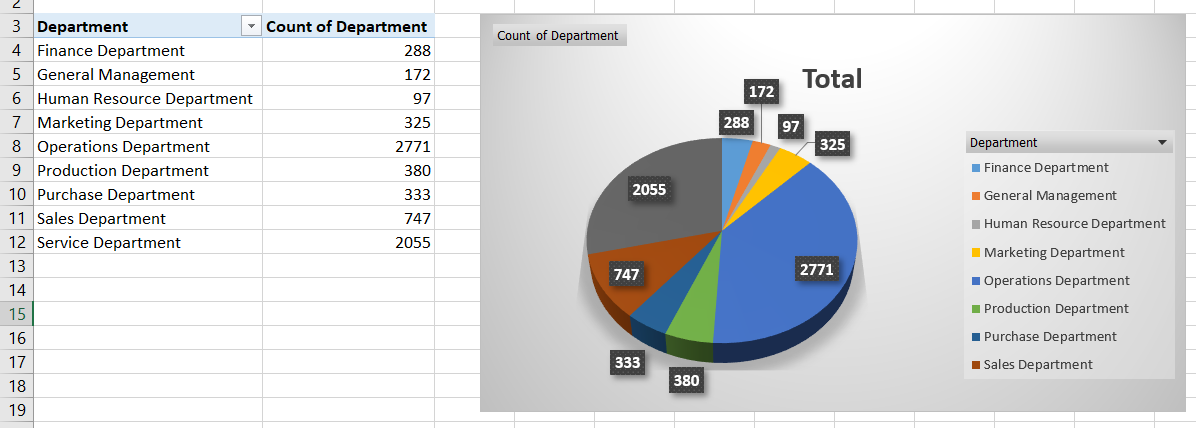 2
3 Department Count of Department
4 Finance Department 288
5 General Management 172
6 Human Resource Department 97
7 Marketing Department 325
8 Operations Department 2771
9 Production Department 380
10 Purchase Department 333
11 Sales Department 747
12 Service Department 2055
13
14
15
16
17
18
19
Count of Department
Total
172
288
97
325
2055
2771
747
333
380
Department
Finance Department
General Management
Human Resource Department
Marketing Department
Operations Department
Production Department
Purchase Department
Sales Department